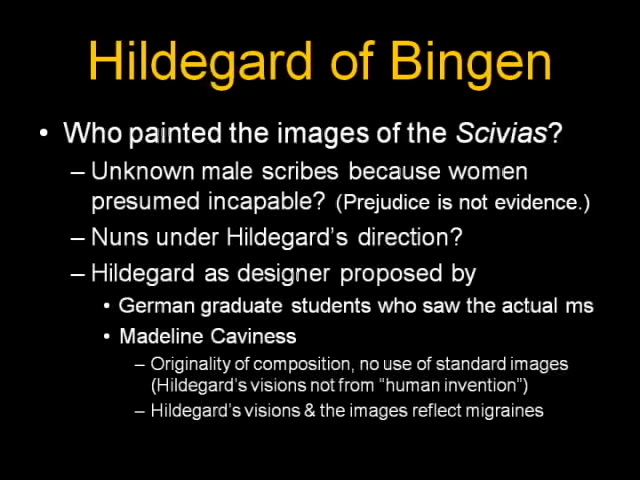 Hildegard of Bingen
• Who painted the images of the Scivias?
– Unknown male scribes because women
presumed incapable? (Prejudice is not evidence.)
– Nuns under Hildegard's direction?
– Hildegard as designer proposed by
• German graduate students who saw the actual ms
• Madeline Caviness
– Originality of composition, no use of standard images
(Hildegard's visions not from “human invention”)
– Hildegard's visions & the images reflect migraines